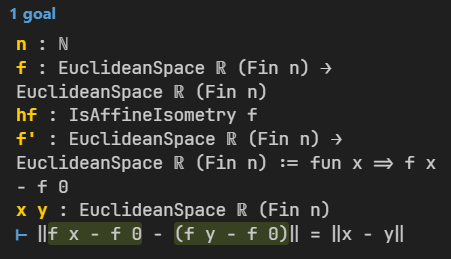 1 goal
n : ℕ
f : EuclideanSpace ℝ (Fin n) →
EuclideanSpace ℝ (Fin n)
hf : IsAffineIsometry f
f' : EuclideanSpace ℝ (Fin n) →
EuclideanSpace ℝ (Fin n) := fun x => f x
- f 0
x y : EuclideanSpace ℝ (Fin n)
⊢ ‖f x - f 0 - (f y - f 0)‖ = ‖x - y‖